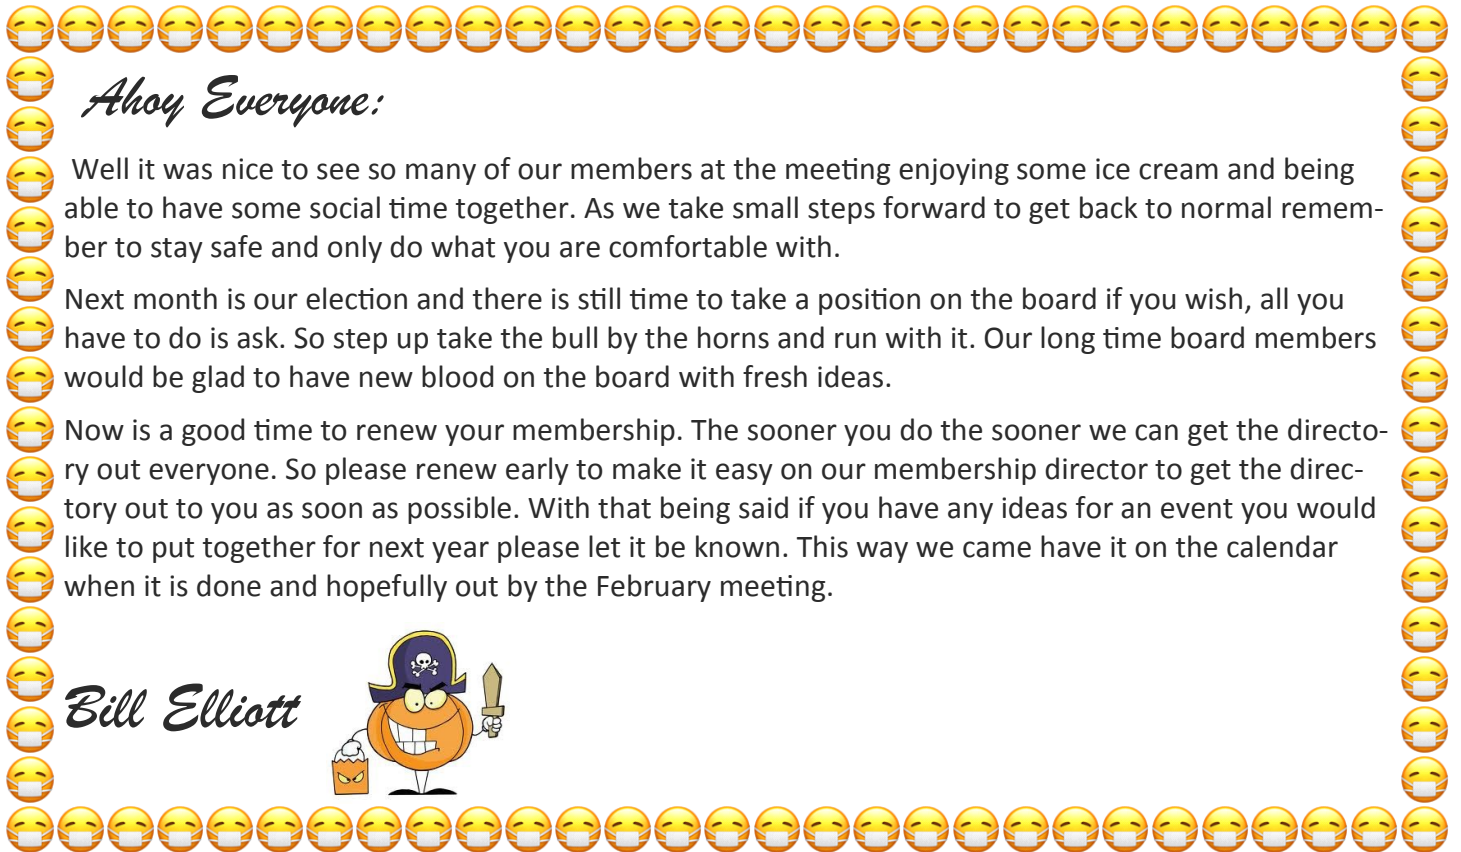 Ahoy Everyone:
Well it was nice to see so many of our members at the meeting enjoying some ice cream and being
able to have some social time together. As we take small steps forward to get back to normal remem-
ber to stay safe and only do what you are comfortable with.
Next month is our election and there is still time to take a position on the board if you wish, all you
have to do is ask. So step up take the bull by the horns and run with it. Our long time board members
would be glad to have new blood on the board with fresh ideas.
Now is a good time to renew your membership. The sooner you do the sooner we can get the directo-
ry out everyone. So please renew early to make it easy on our membership director to get the direc-
tory out to you as soon as possible. With that being said if you have any ideas for an event you would
like to put together for next year please let it be known. This way we came have it on the calendar
when it is done and hopefully out by the February meeting.
Bill Elliott